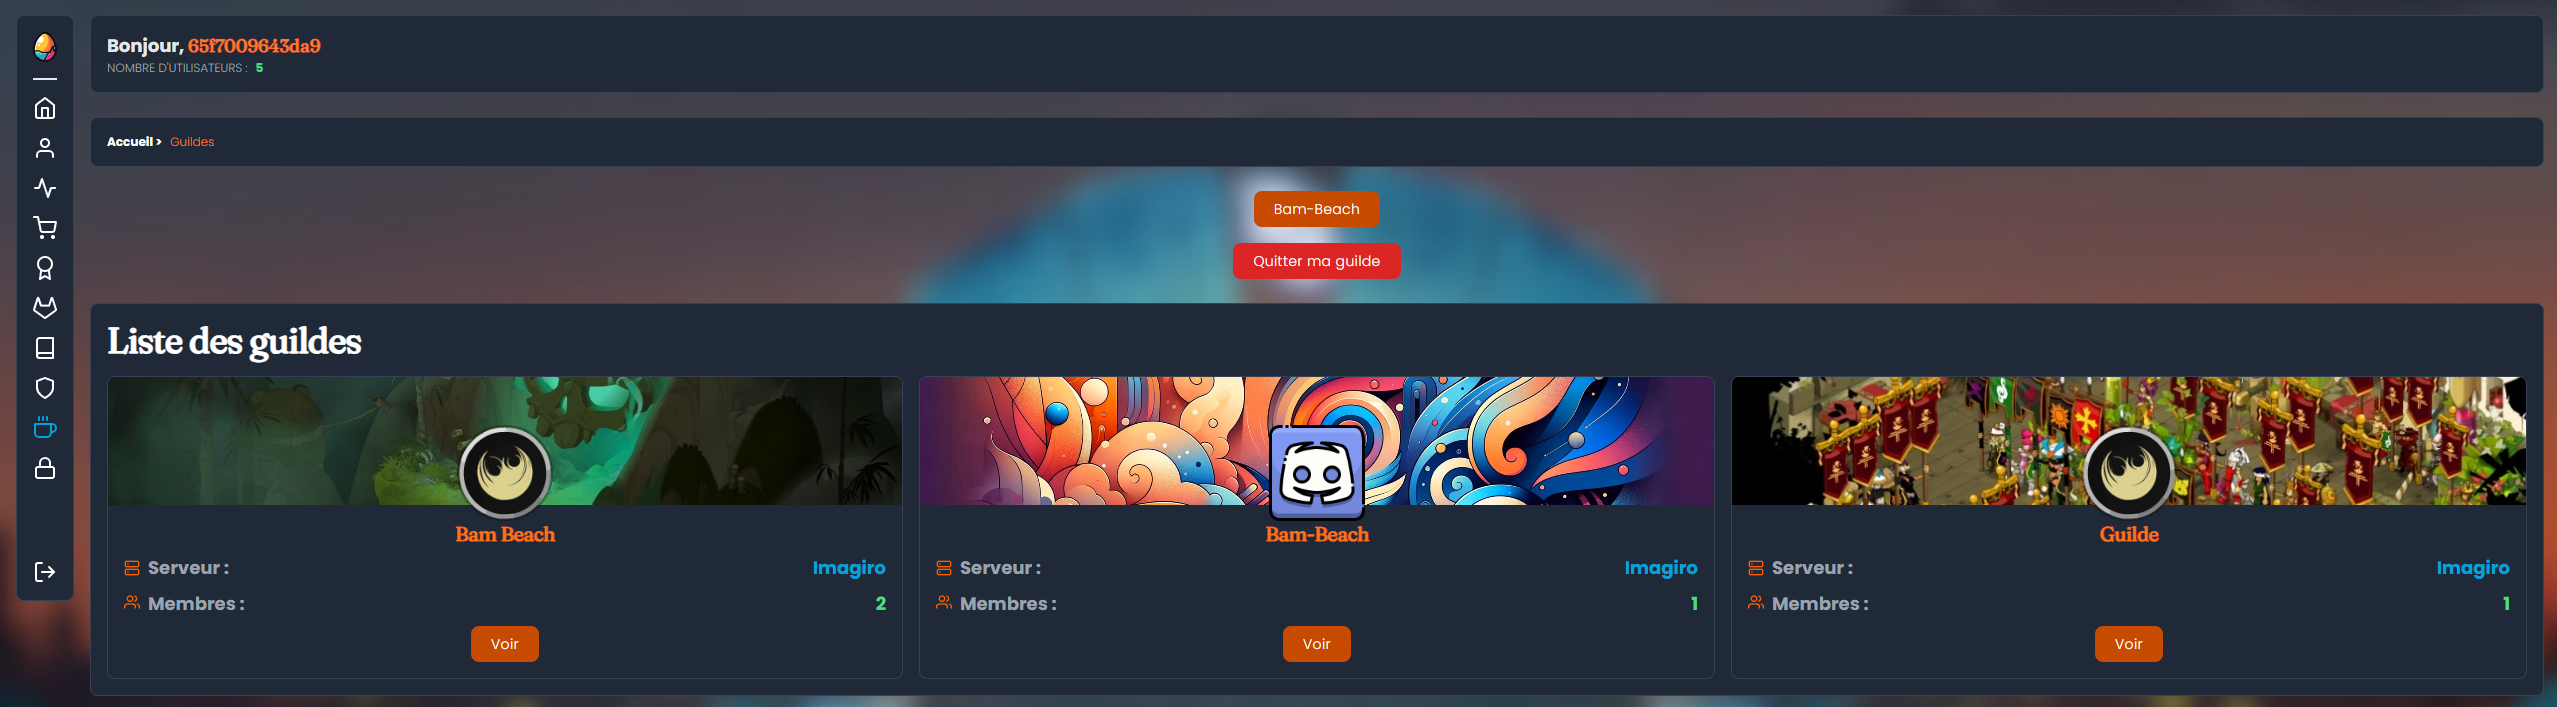 Bonjour, 65f7009643da9
NOMBRE D'UTILISATEURS : 5
Accueil > Guildes
Bam-Beach
Quitter ma guilde
Liste des guildes
Bam Beach
Serveur : Imagiro
Membres : 2
Voir
Bam-Beach
Serveur : Imagiro
Membres : 1
Voir
Guilde
Serveur : Imagiro
Membres : 1
Voir